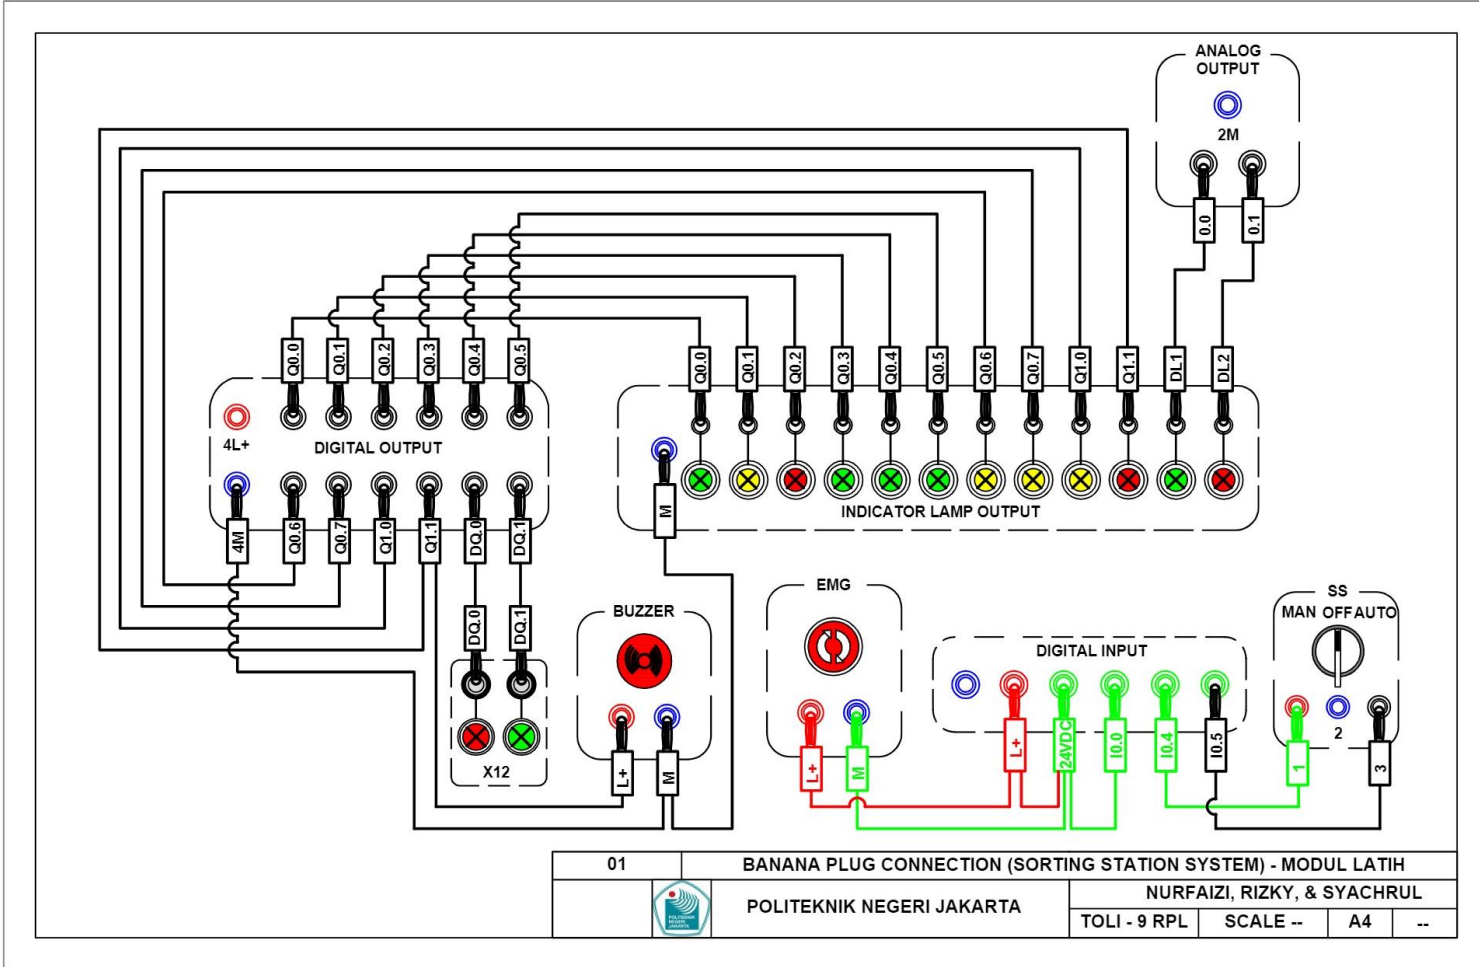 ANALOG
OUTPUT
2M
0.0
0.1
Q0.0
Q0.1
Q0.2
Q0.3
Q0.4
Q0.5
Q0.0
Q0.1
Q0.2
Q0.3
Q0.4
Q0.5
Q0.6
Q0.7
Q1.0
Q1.1
DL1
DL2
4L+
DIGITAL OUTPUT
M
INDICATOR LAMP OUTPUT
4M
Q0.6
Q0.7
Q1.0
Q1.1
DQ.0
DQ.1
DQ.0
DQ.1
X12
BUZZER
L+
M
EMG
L+
M
DIGITAL INPUT
L+
24VDC
I0.0
I0.4
I0.5
SS
MAN OFFAUTO
2
1
3
01
BANANA PLUG CONNECTION (SORTING STATION SYSTEM) - MODUL LATIH
POLITEKNIK
NEGERI
JAKARTA
POLITEKNIK NEGERI JAKARTA
NURFAIZI, RIZKY, & SYACHRUL
TOLI - 9 RPL
SCALE --
A4
--